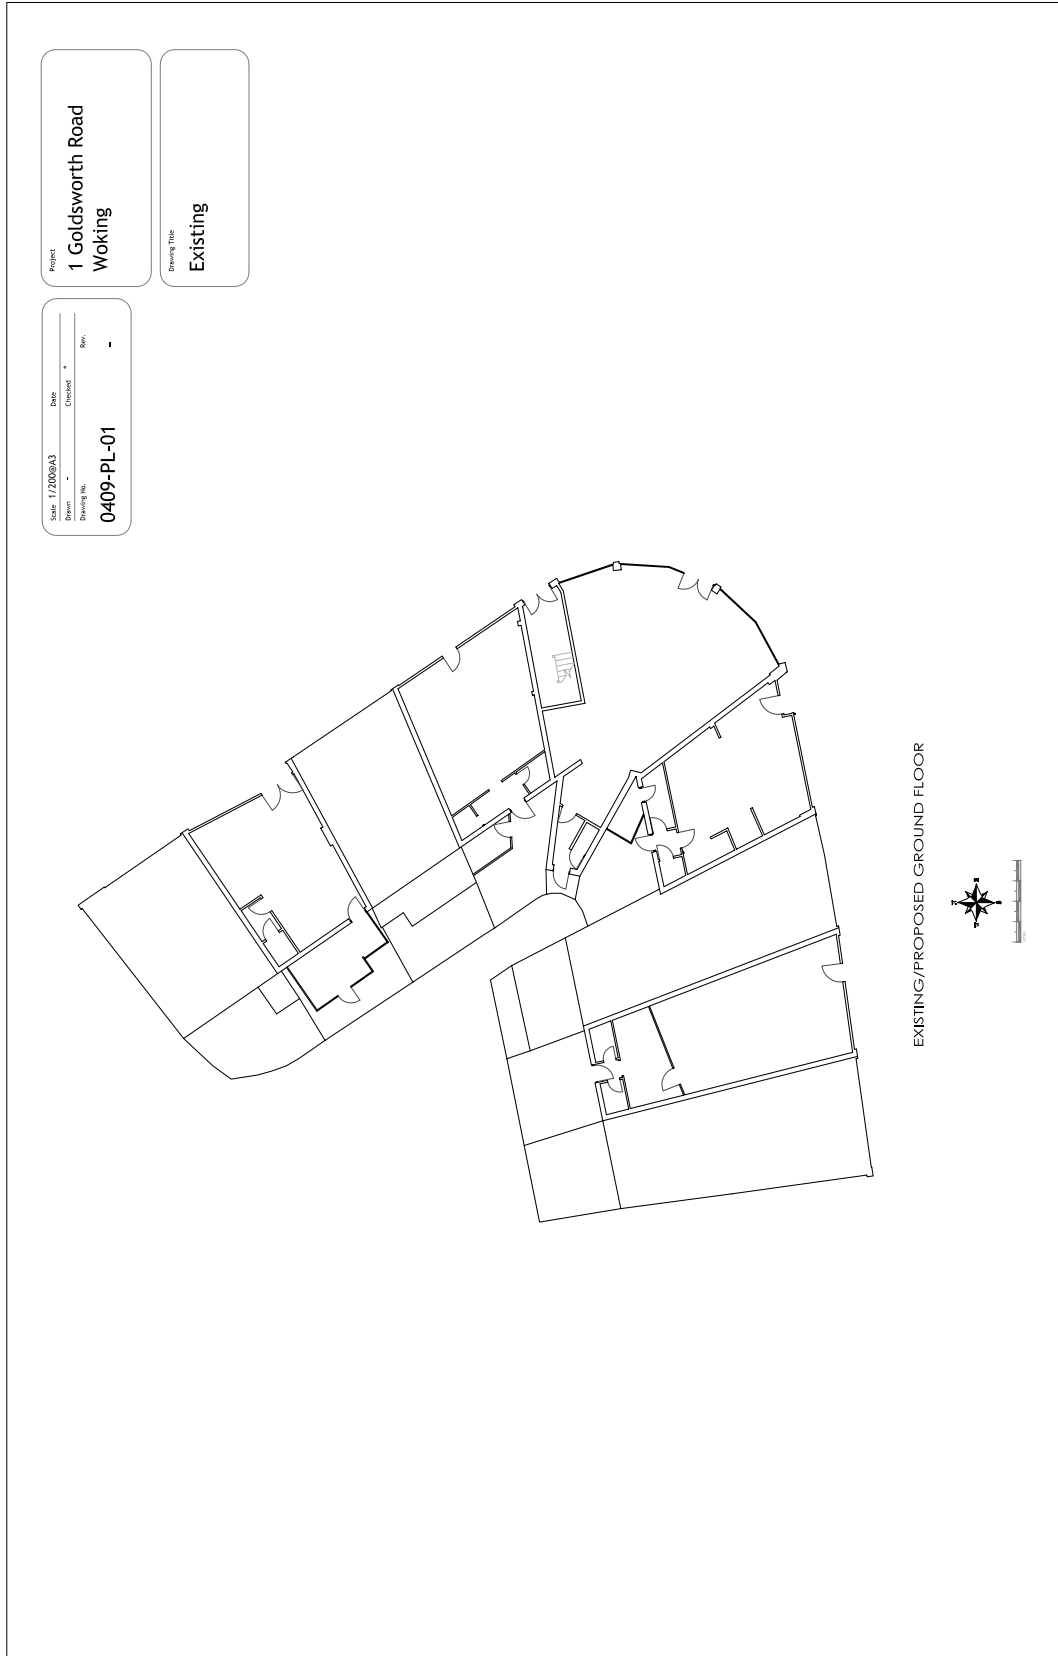 Project
1 Goldsworth Road
Woking
Drawing Title
Existing
Scale 1/200@A3 Date
Drawn - Checked *
Drawing No. Rev.
0409-PL-01 -
EXISTING/PROPOSED GROUND FLOOR